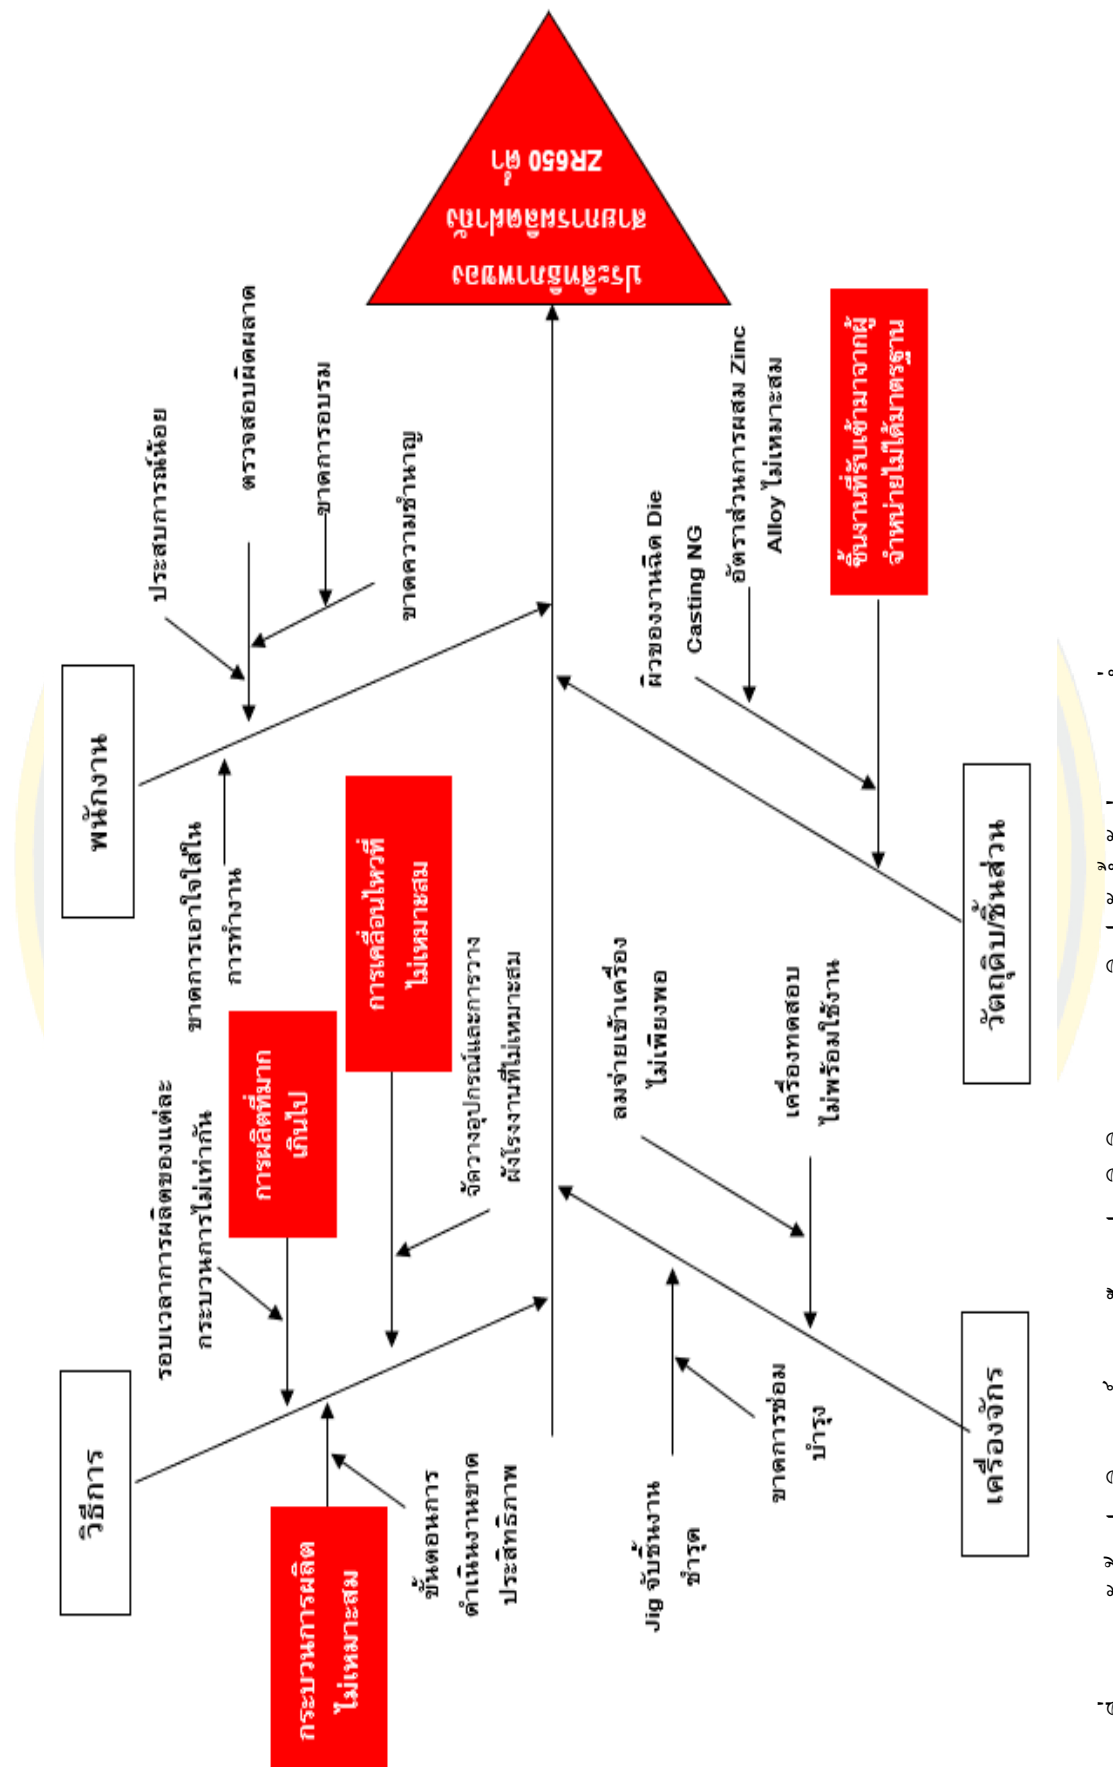 วิธีการ
พนักงาน
รอบเวลาการผลิตของแต่ละ
กระบวนการไม่เท่ากัน
การผลิตที่มาก
เกินไป
การเคลื่อนไหวที่
ไม่เหมาะสม
จัดวางอุปกรณ์และการวาง
ผังโรงงานที่ไม่เหมาะสม
กระบวนการผลิต
ไม่เหมาะสม
ขั้นตอนการ
ดำเนินงานขาด
ประสิทธิภาพ
ขาดการเอาใจใส่ใน
การทำงาน
ประสบการณ์น้อย
ตรวจสอบผิดผลาด
ขาดการอบรม
ขาดความชำนาญ
ประสิทธิภาพของ
สายการผลิตฝาถัง
ZR650 ต่ำ
Jig จับชิ้นงาน
ชำรุด
ขาดการซ่อม
บำรุง
ลมจ่ายเข้าเครื่อง
ไม่เพียงพอ
เครื่องทดสอบ
ไม่พร้อมใช้งาน
ผิวของงานฉีด Die
Casting NG
อัตราส่วนการผสม Zinc
Alloy ไม่เหมาะสม
ชิ้นงานที่รับเข้ามาจากผู้
จำหน่ายไม่ได้มาตรฐาน
เครื่องจักร
วัตถุดิบ/ชิ้นส่วน